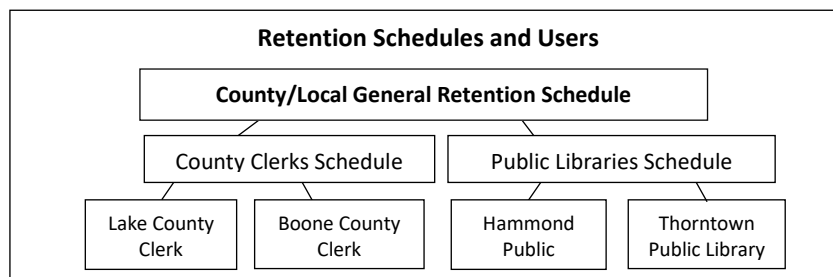 Retention Schedules and Users
County/Local General Retention Schedule
County Clerks Schedule
Public Libraries Schedule
Lake County
Clerk
Boone County
Clerk
Hammond
Public
Thorntown
Public Library